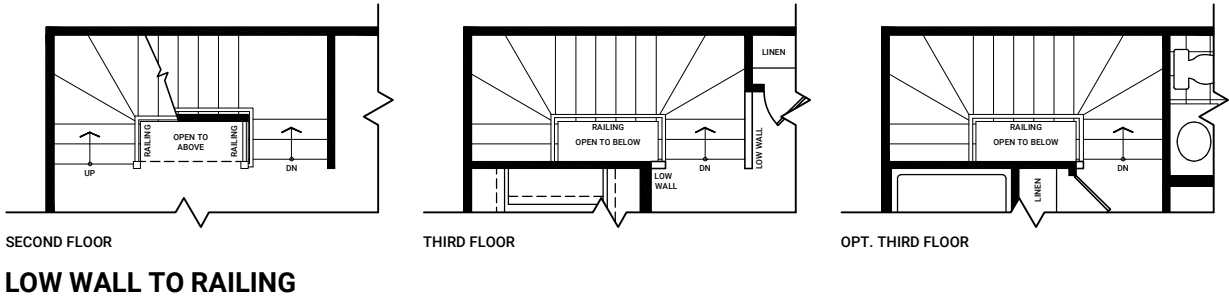 RAILING
OPEN TO
ABOVE
RAILING
UP
DN
SECOND FLOOR
LINEN
RAILING
OPEN TO BELOW
LOW WALL
LOW
WALL
DN
THIRD FLOOR
RAILING
OPEN TO BELOW
LINEN
DN
OPT. THIRD FLOOR
LOW WALL TO RAILING